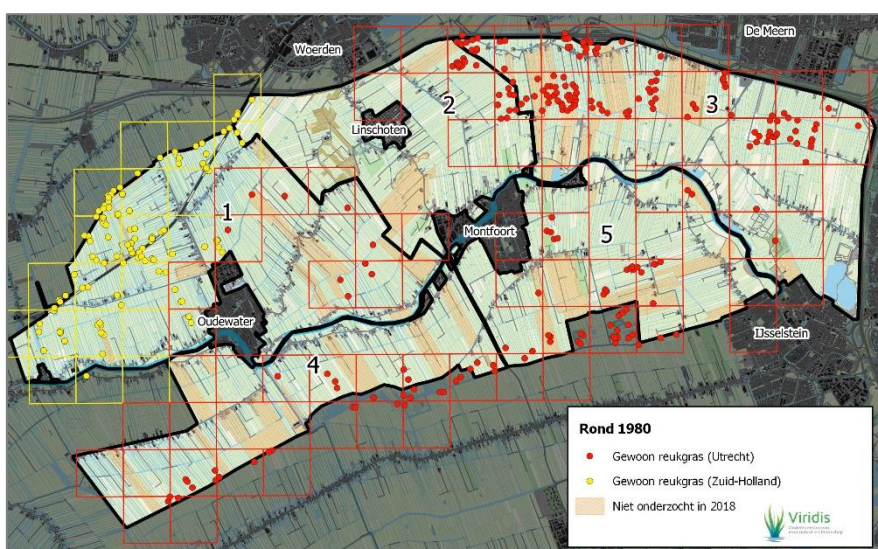 Woerden
De Meern
2
3
Linschoten
1
Montfoort
5
Oudewater
IJsselstein
4
Rond 1980
Gewoon reukgras (Utrecht)
Gewoon reukgras (Zuid-Holland)
Niet onderzocht in 2018
Viridis